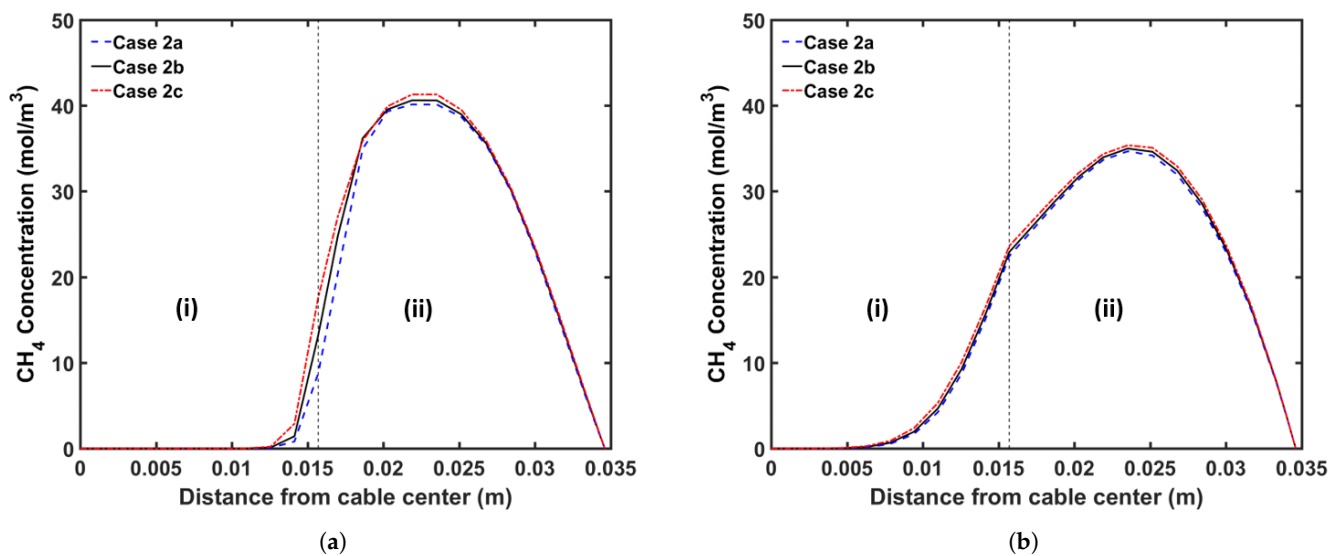 50
40
30
20
10
0
CH4 Concentration (mol/m3)
Case 2a
Case 2b
Case 2c
(i)
(ii)
0 0.005 0.01 0.015 0.02 0.025 0.03 0.035
Distance from cable center (m)
(a)
50
40
30
20
10
0
CH4 Concentration (mol/m3)
Case 2a
Case 2b
Case 2c
(i)
(ii)
0 0.005 0.01 0.015 0.02 0.025 0.03 0.035
Distance from cable center (m)
(b)